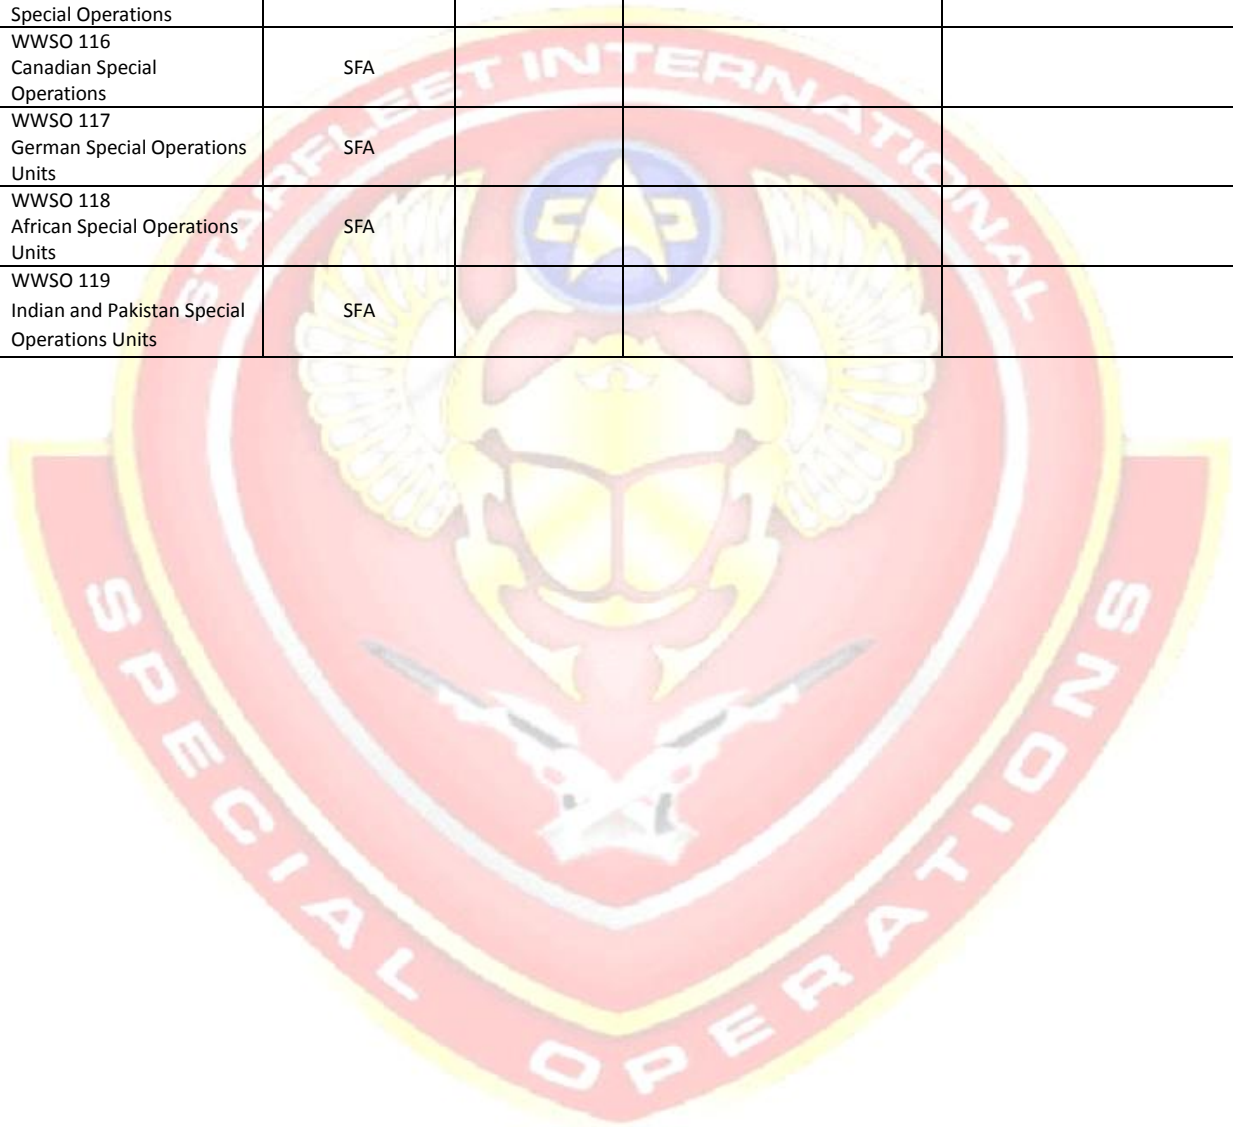 Special Operations
WWSO 116
Canadian Special
Operations
SFA
WWSO 117
German Special Operations
Units
SFA
WWSO 118
African Special Operations
Units
SFA
WWSO 119
Indian and Pakistan Special
Operations Units
SFA
STARFLEET INTERNATIONAL
SPECIAL OPERATIONS